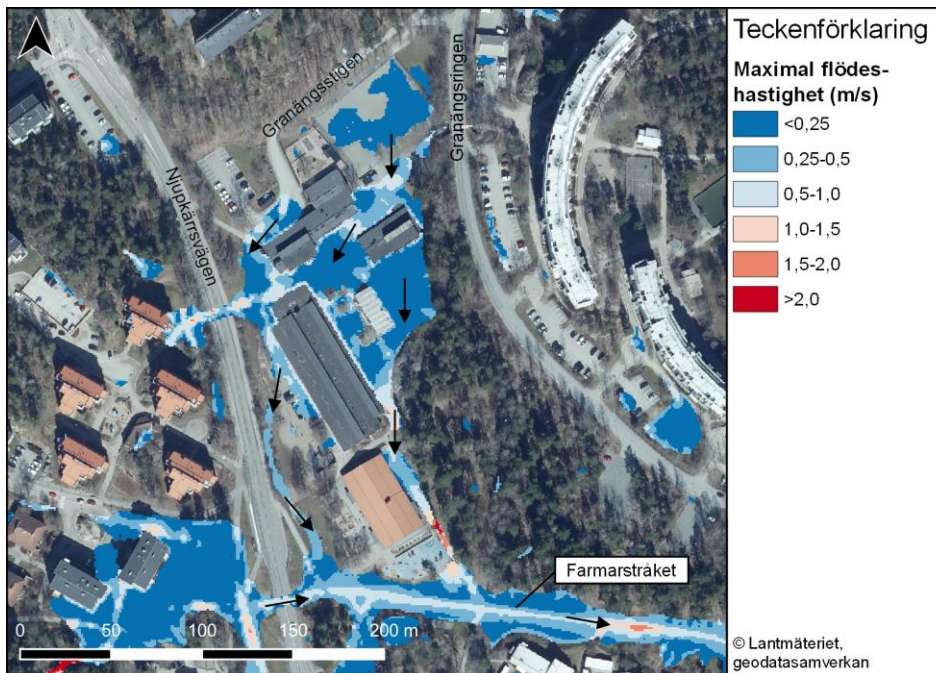 Granängsstigen
Granängsringen
Njupkärrsvägen
Farmarstråket
0 50 100 150 200 m
Teckenförklaring
Maximal flödes-
hastighet (m/s)
<0,25
0,25-0,5
0,5-1,0
1,0-1,5
1,5-2,0
>2,0
© Lantmäteriet,
geodatasamverkan